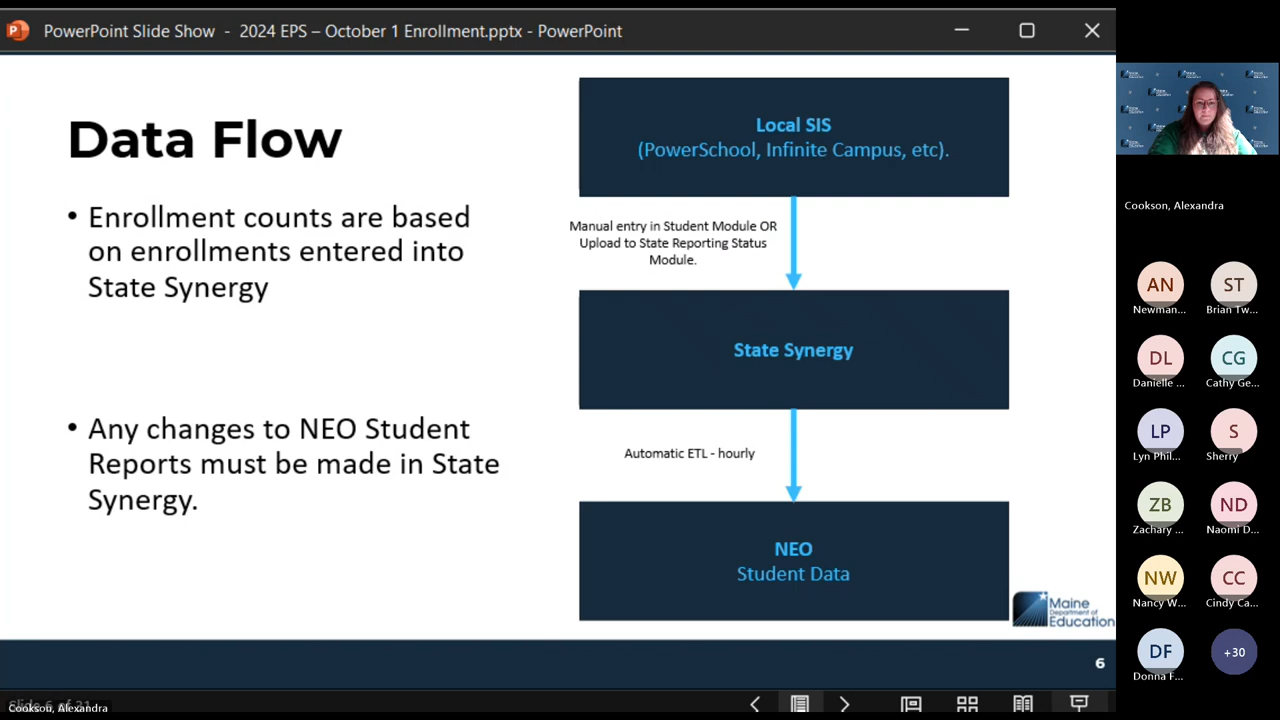 PowerPoint Slide Show - 2024 EPS – October 1 Enrollment.pptx - PowerPoint
Data Flow
• Enrollment counts are based
on enrollments entered into
State Synergy
• Any changes to NEO Student
Reports must be made in State
Synergy.
Local SIS
(PowerSchool, Infinite Campus, etc).
Manual entry in Student Module OR
Upload to State Reporting Status
Module.
State Synergy
Automatic ETL - hourly
NEO
Student Data
Maine
Department of
Education
6
Slide 6 of 21
Cookson, Alexandra
Cookson, Alexandra
AN
Newman...
ST
Brian Tw...
DL
Danielle ...
CG
Cathy Ge...
LP
Lyn Phil...
S
Sherry
ZB
Zachary ...
ND
Naomi D...
NW
Nancy W...
CC
Cindy Ca...
DF
Donna F...
+30